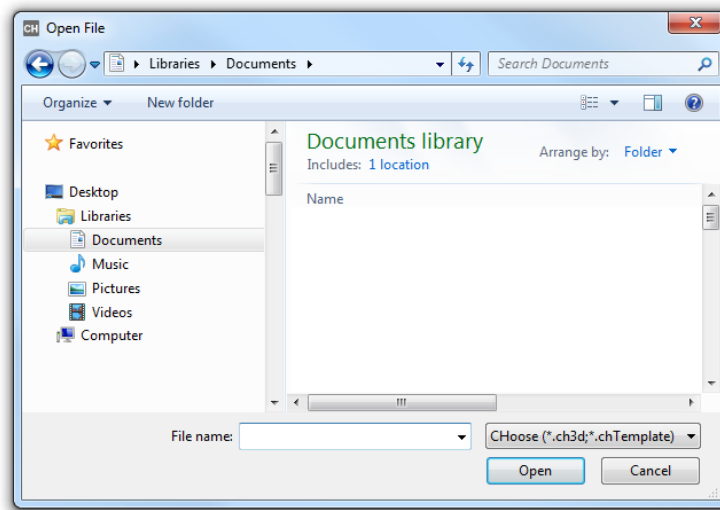 CH Open File
Libraries Documents Search Documents
Organize New folder
Favorites
Desktop
Libraries
Documents
Music
Pictures
Videos
Computer
Documents library
Includes: 1 location
Arrange by: Folder
Name
File name: CHoose (*.ch3d;*.chTemplate)
Open Cancel